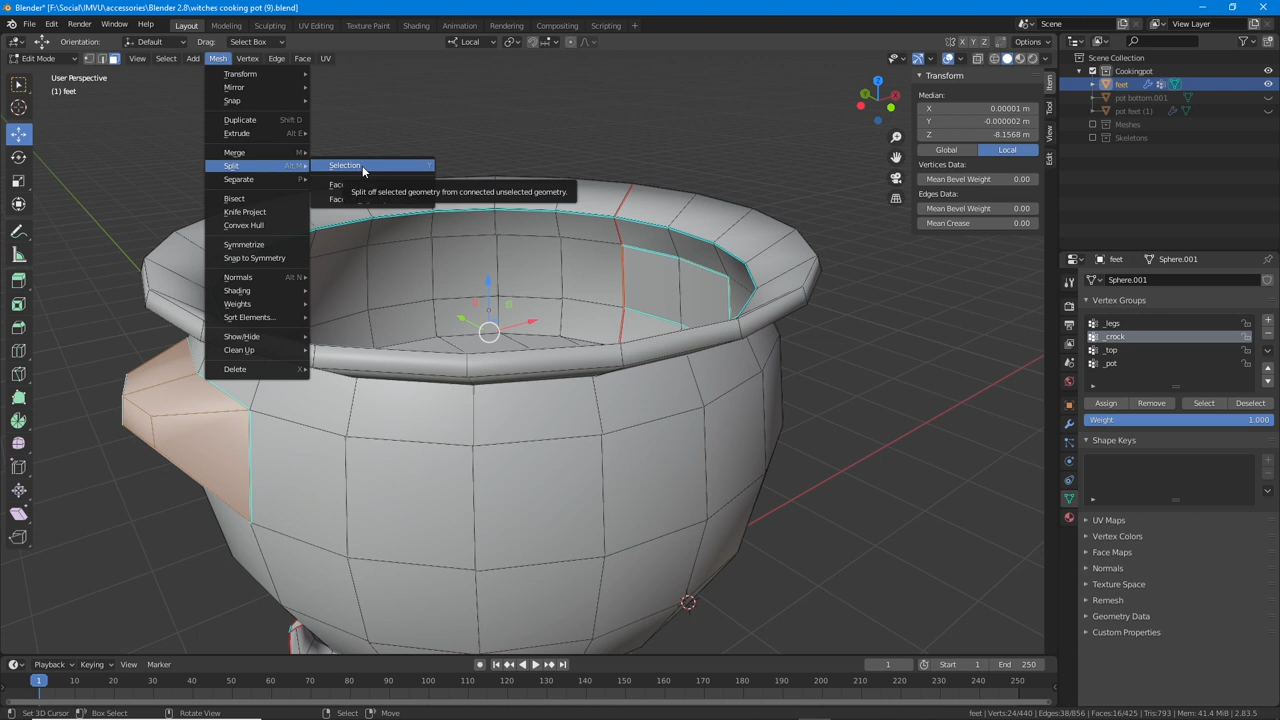 Blender* [F:\Social\IMVU\accessories\Blender 2.8\witches cooking pot (9).blend]
File Edit Render Window Help Layout Modeling Sculpting UV Editing Texture Paint Shading Animation Rendering Compositing Scripting + Scene View Layer
Orientation: Default Drag: Select Box Local X Y Z Options
Edit Mode View Select Add Mesh Vertex Edge Face UV
User Perspective
(1) feet
Transform
Mirror
Snap
Duplicate Shift D
Extrude Alt E
Merge M
Split Alt M
Separate P
Bisect
Knife Project
Convex Hull
Symmetrize
Snap to Symmetry
Normals Alt N
Shading
Weights
Sort Elements...
Show/Hide
Clean Up
Delete X
Selection Y
Split off selected geometry from connected unselected geometry.
Z
Y
Transform
Median:
X 0.00001 m
Y -0.000002 m
Z -8.1568 m
Global Local
Vertices Data:
Mean Bevel Weight 0.00
Edges Data:
Mean Bevel Weight 0.00
Mean Crease 0.00
Item
Tool
View
Edit
Scene Collection
Cookingpot
feet
pot bottom.001
pot feet (1)
Meshes
Skeletons
feet Sphere.001
Sphere.001
Vertex Groups
_legs
_crock
_top
_pot
Assign Remove Select Deselect
Weight 1.000
Shape Keys
UV Maps
Vertex Colors
Face Maps
Normals
Texture Space
Remesh
Geometry Data
Custom Properties
Playback Keying View Marker 1 Start 1 End 250
1 10 20 30 40 50 60 70 80 90 100 110 120 130 140 150 160 170 180 190 200 210 220 230 240 250
Set 3D Cursor Box Select Rotate View Select Move feet | Verts:24/440 | Edges:38/856 | Faces:16/425 | Tris:793 | Mem: 41.4 MiB | 2.83.5